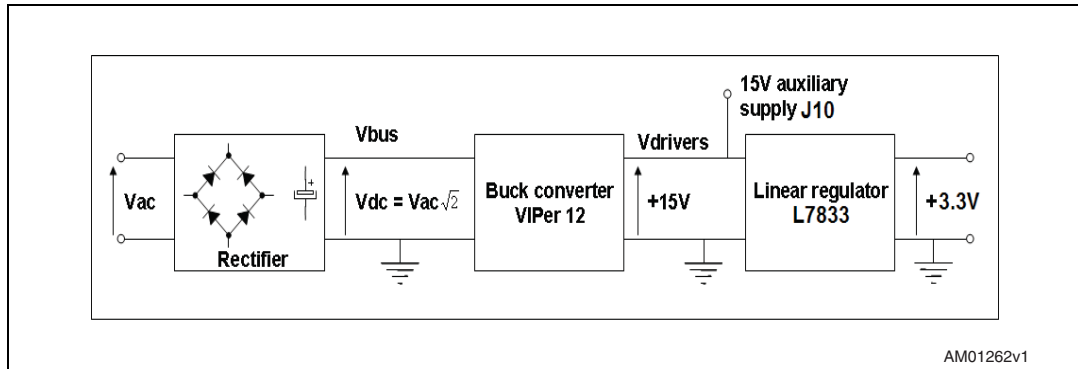 15V auxiliary
supply J10
Vbus
Vdrivers
Vac
+
Vdc = Vac√2
Buck converter
VIPer 12
+15V
Linear regulator
L7833
+3.3V
Rectifier
AM01262v1